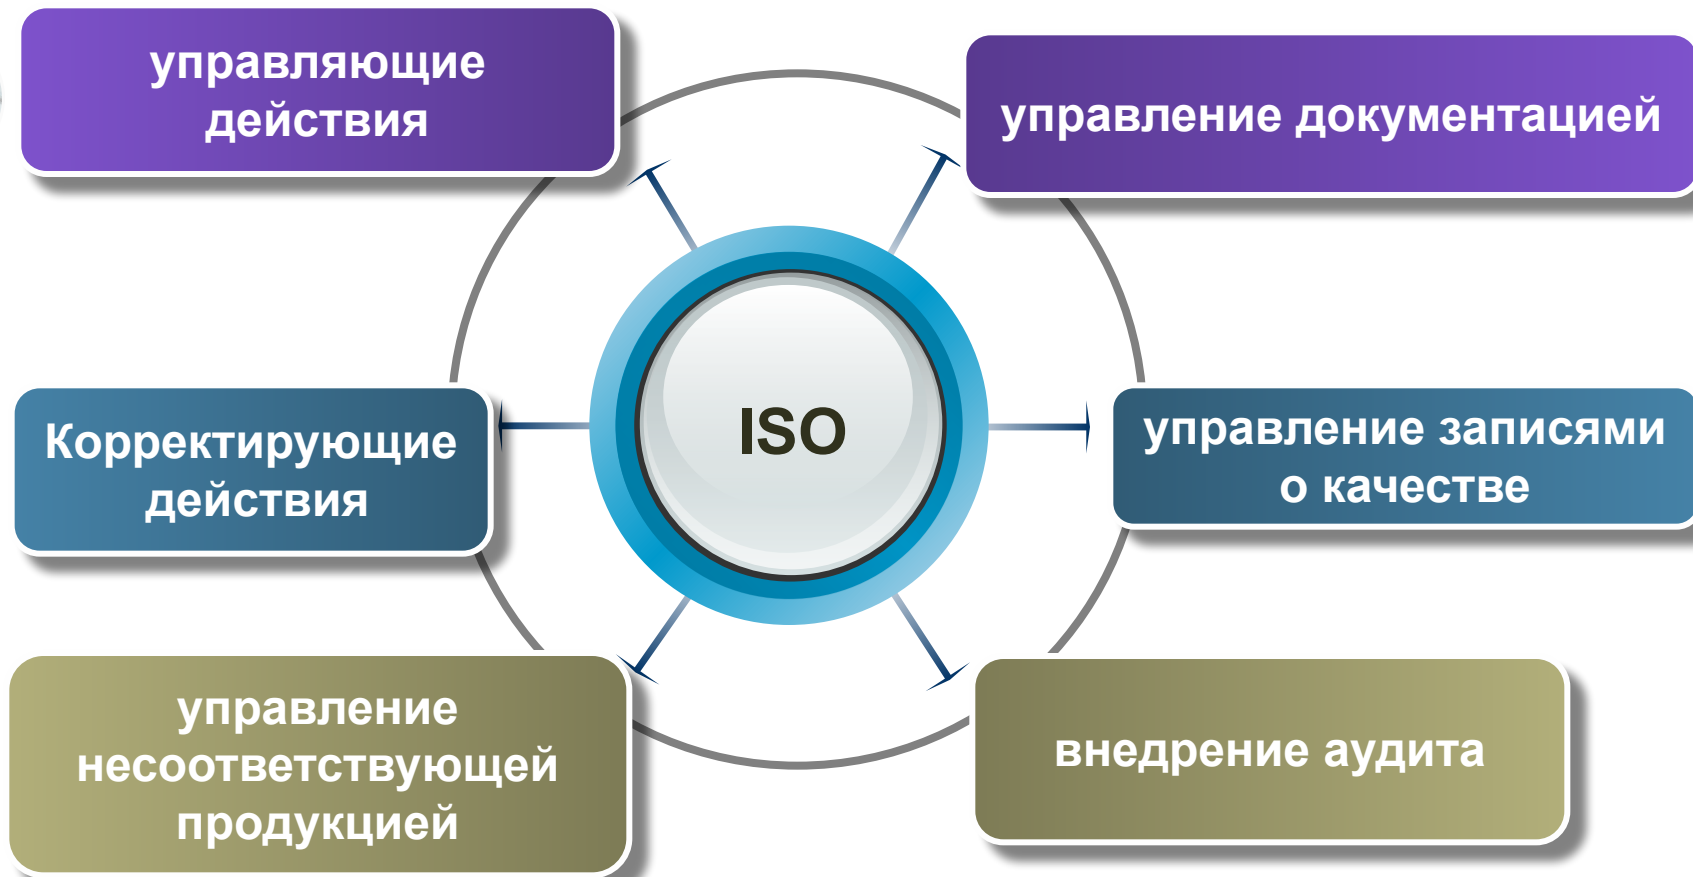 управляющие
действия
управление документацией
Корректирующие
действия
ISO
управление записями
о качестве
управление
несоответствующей
продукцией
внедрение аудита